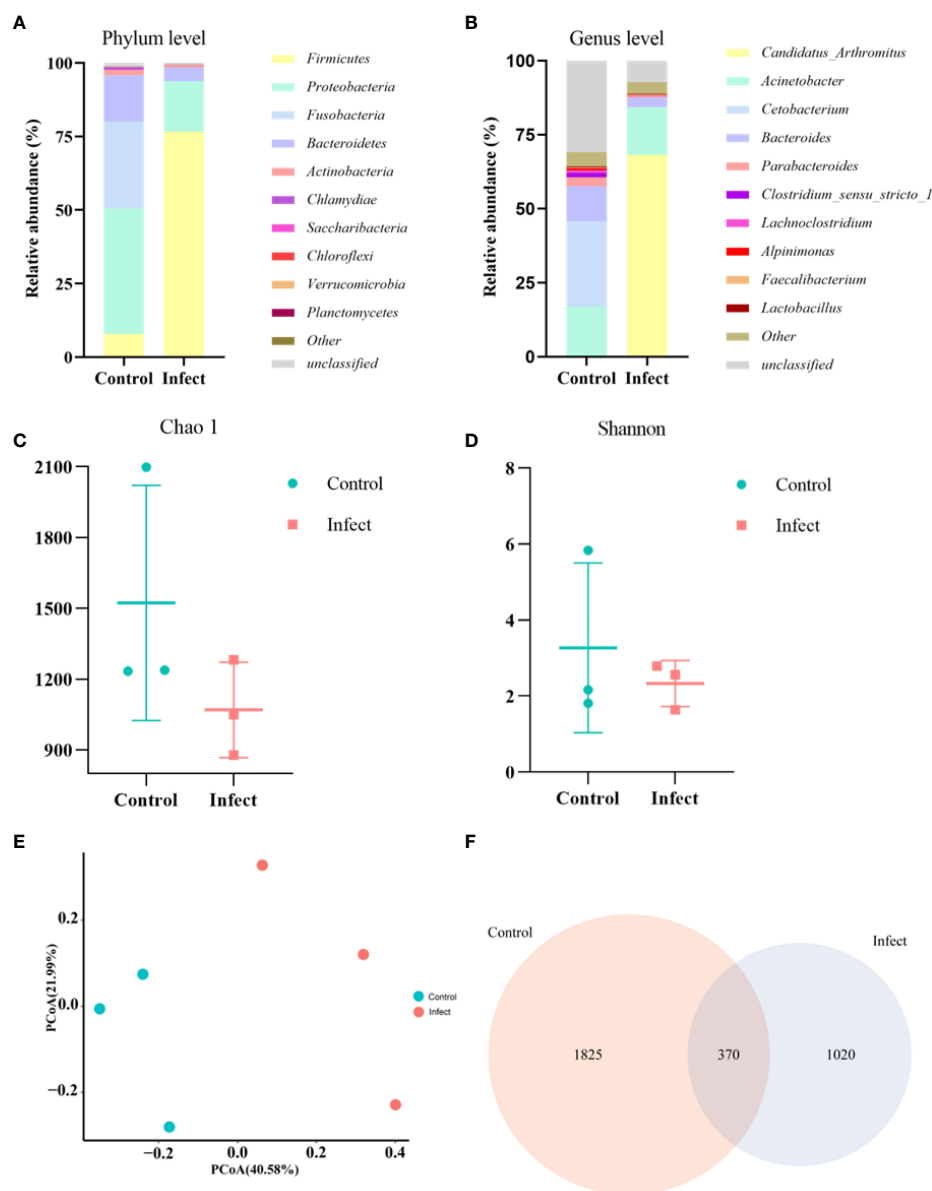 A
Phylum level
Relative abundance (%)
100
75
50
25
0
Control Infect
Firmicutes
Proteobacteria
Fusobacteria
Bacteroidetes
Actinobacteria
Chlamydiae
Saccharibacteria
Chloroflexi
Verrucomicrobia
Planctomycetes
Other
unclassified
B
Genus level
Relative abundance (%)
100
75
50
25
0
Control Infect
Candidatus_Arthromitus
Acinetobacter
Cetobacterium
Bacteroides
Parabacteroides
Clostridium_sensu_stricto_1
Lachnoclostridium
Alpinimonas
Faecalibacterium
Lactobacillus
Other
unclassified
C
Chao 1
2100
1800
1500
1200
900
Control Infect
Control
Infect
D
Shannon
8
6
4
2
0
Control Infect
Control
Infect
E
PCoA(21.99%)
0.2
0.0
−0.2
−0.2 0.0 0.2 0.4
PCoA(40.58%)
Control
Infect
F
Control
Infect
1825 370 1020